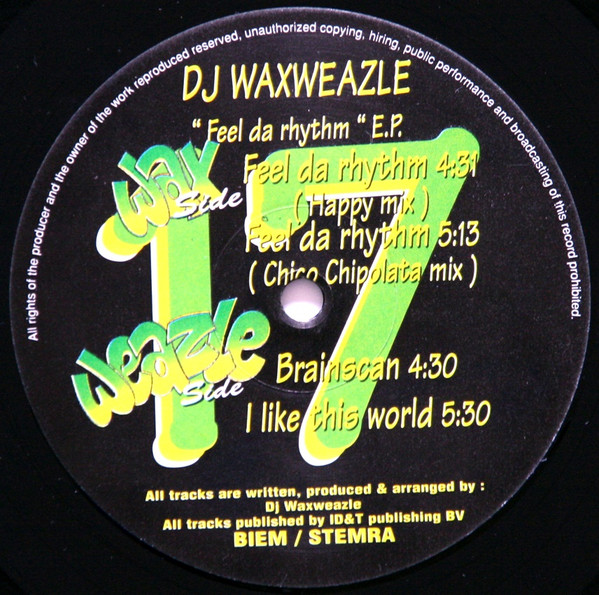 All rights of the producer and the owner of the work reproduced reserved, unauthorized copying, hiring, public performance and broadcasting of this record prohibited.
DJ WAXWEAZLE
" Feel da rhythm " E.P.
Wax
Side
Feel da rhythm 4:31
( Happy mix )
Feel da rhythm 5:13
( Chico Chipolata mix )
17
Weazle
Side
Brainscan 4:30
I like this world 5:30
All tracks are written, produced & arranged by :
Dj Waxweazle
All tracks published by ID&T publishing BV
BIEM / STEMRA